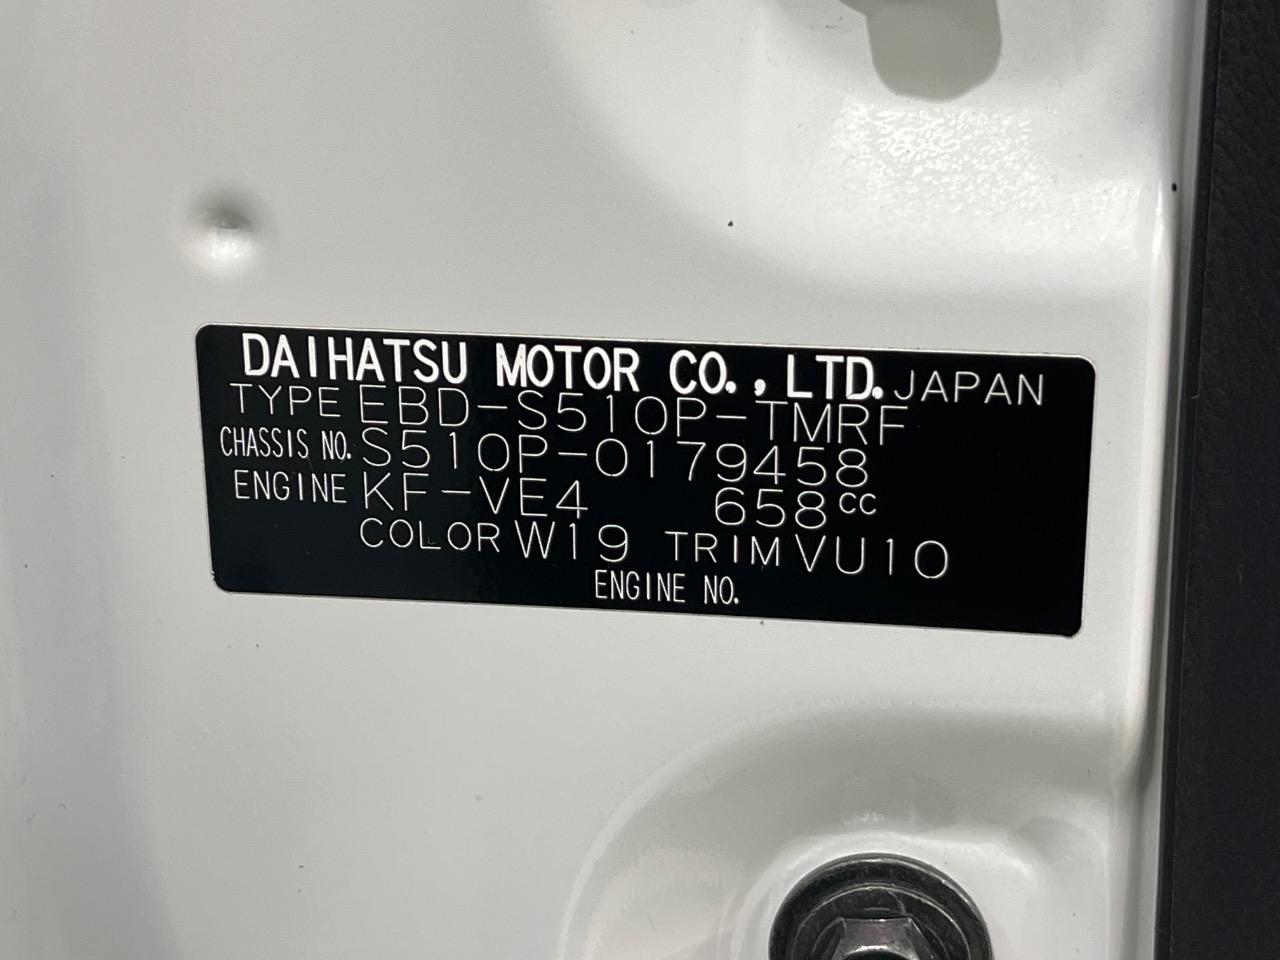 DAIHATSU MOTOR CO., LTD. JAPAN
TYPE EBD-S510P-TMRF
CHASSIS NO. S510P-0179458
ENGINE KF-VE4 658cc
COLOR W19 TRIM VU10
ENGINE NO.